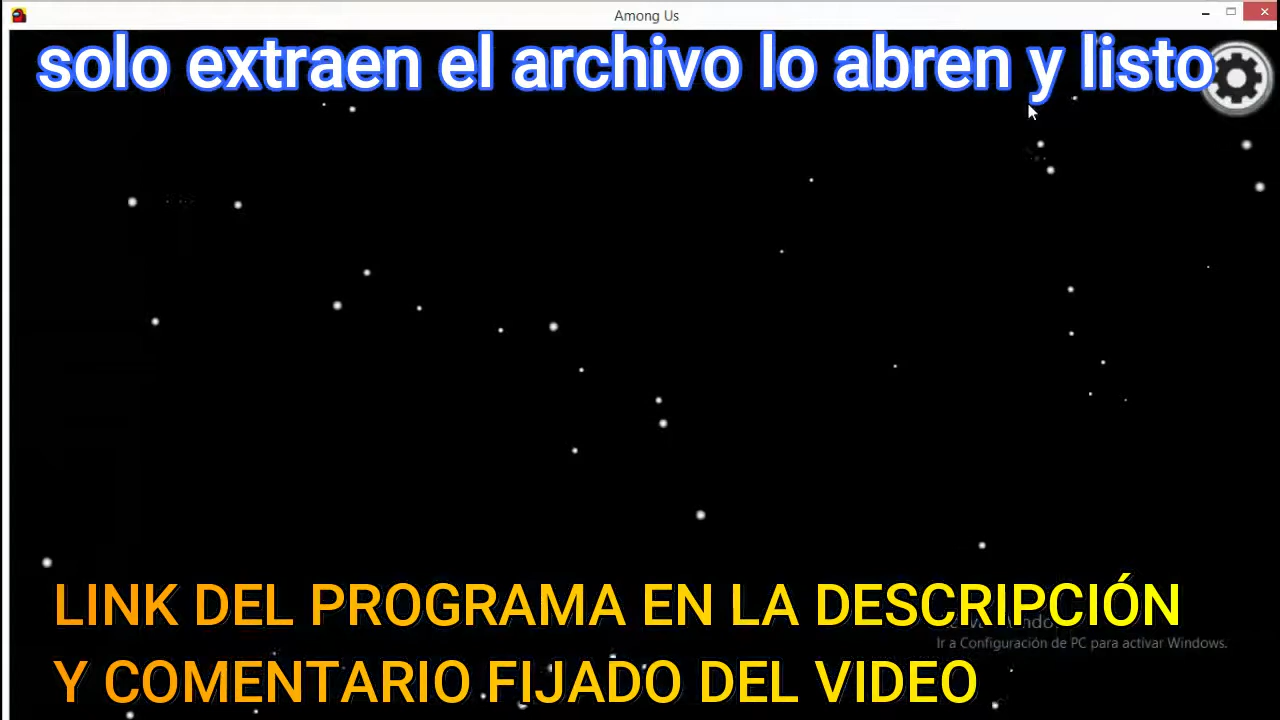 Among Us
solo extraen el archivo lo abren y listo
LINK DEL PROGRAMA EN LA DESCRIPCIÓN
Ir a Configuración de PC para activar Windows.
Y COMENTARIO FIJADO DEL VIDEO